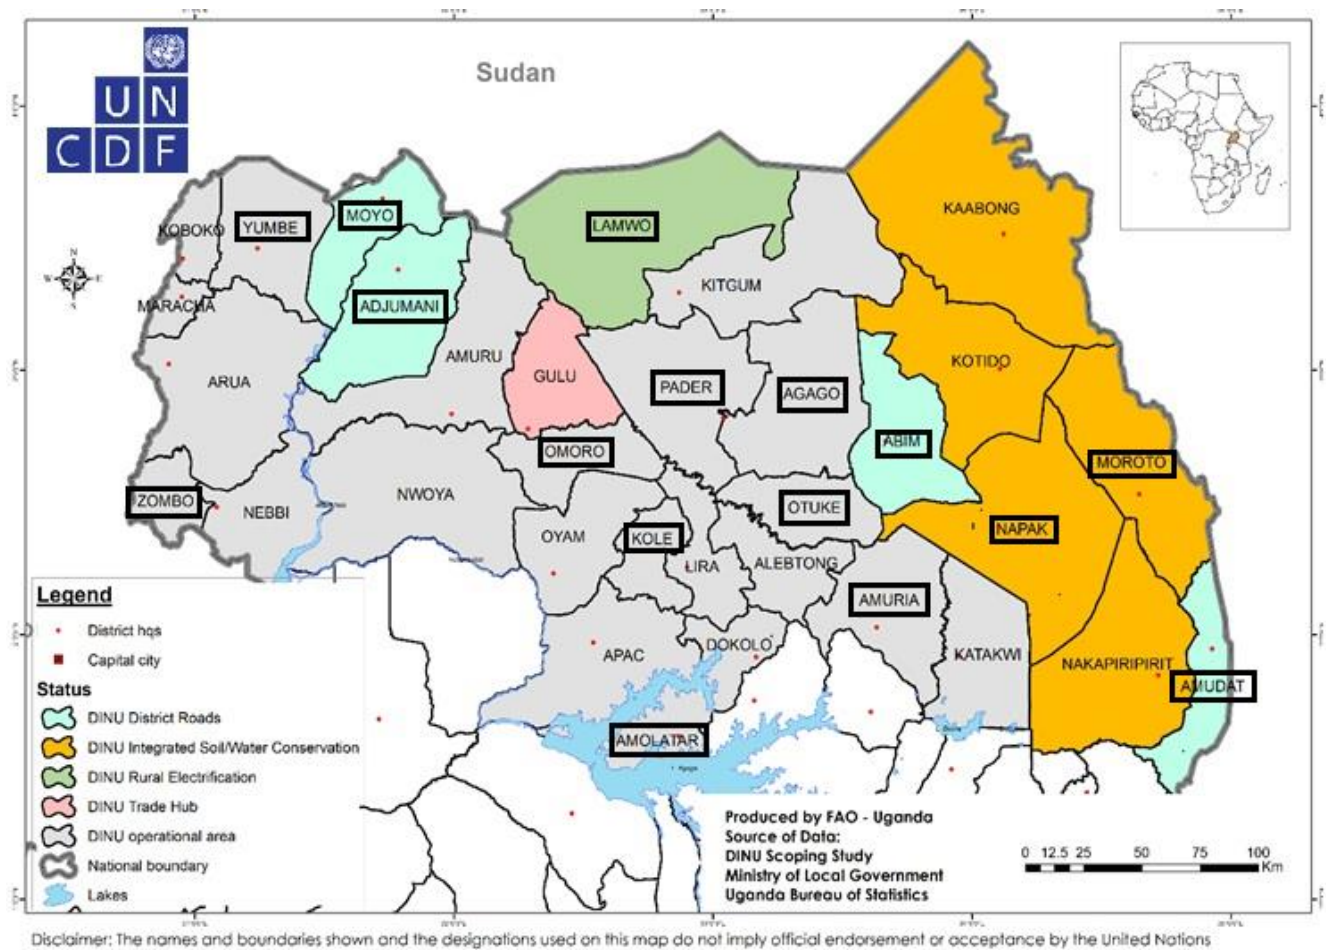 Sudan
U N
C D F
KAABONG
MOYO
LAMWO
KOBOKO
YUMBE
KITGUM
MARACHA
ADJUMANI
AMURU
KOTIDO
ARUA
GULU
PADER
AGAGO
ABIM
OMORO
MOROTO
ZOMBO
NEBBI
NWOYA
OTUKE
NAPAK
OYAM
KOLE
LIRA
ALEBTONG
AMURIA
APAC
DOKOLO
KATAKWI
NAKAPIRIPIRIT
AMUDAT
AMOLATAR
N
W E
S
Legend
District hqs
Capital city
Status
DINU District Roads
DINU Integrated Soil/Water Conservation
DINU Rural Electrification
DINU Trade Hub
DINU operational area
National boundary
Lakes
Produced by FAO - Uganda
Source of Data:
DINU Scoping Study
Ministry of Local Government
Uganda Bureau of Statistics
0 12.5 25 50 75 100
Km
Disclaimer: The names and boundaries shown and the designations used on this map do not imply official endorsement or acceptance by the United Nations.